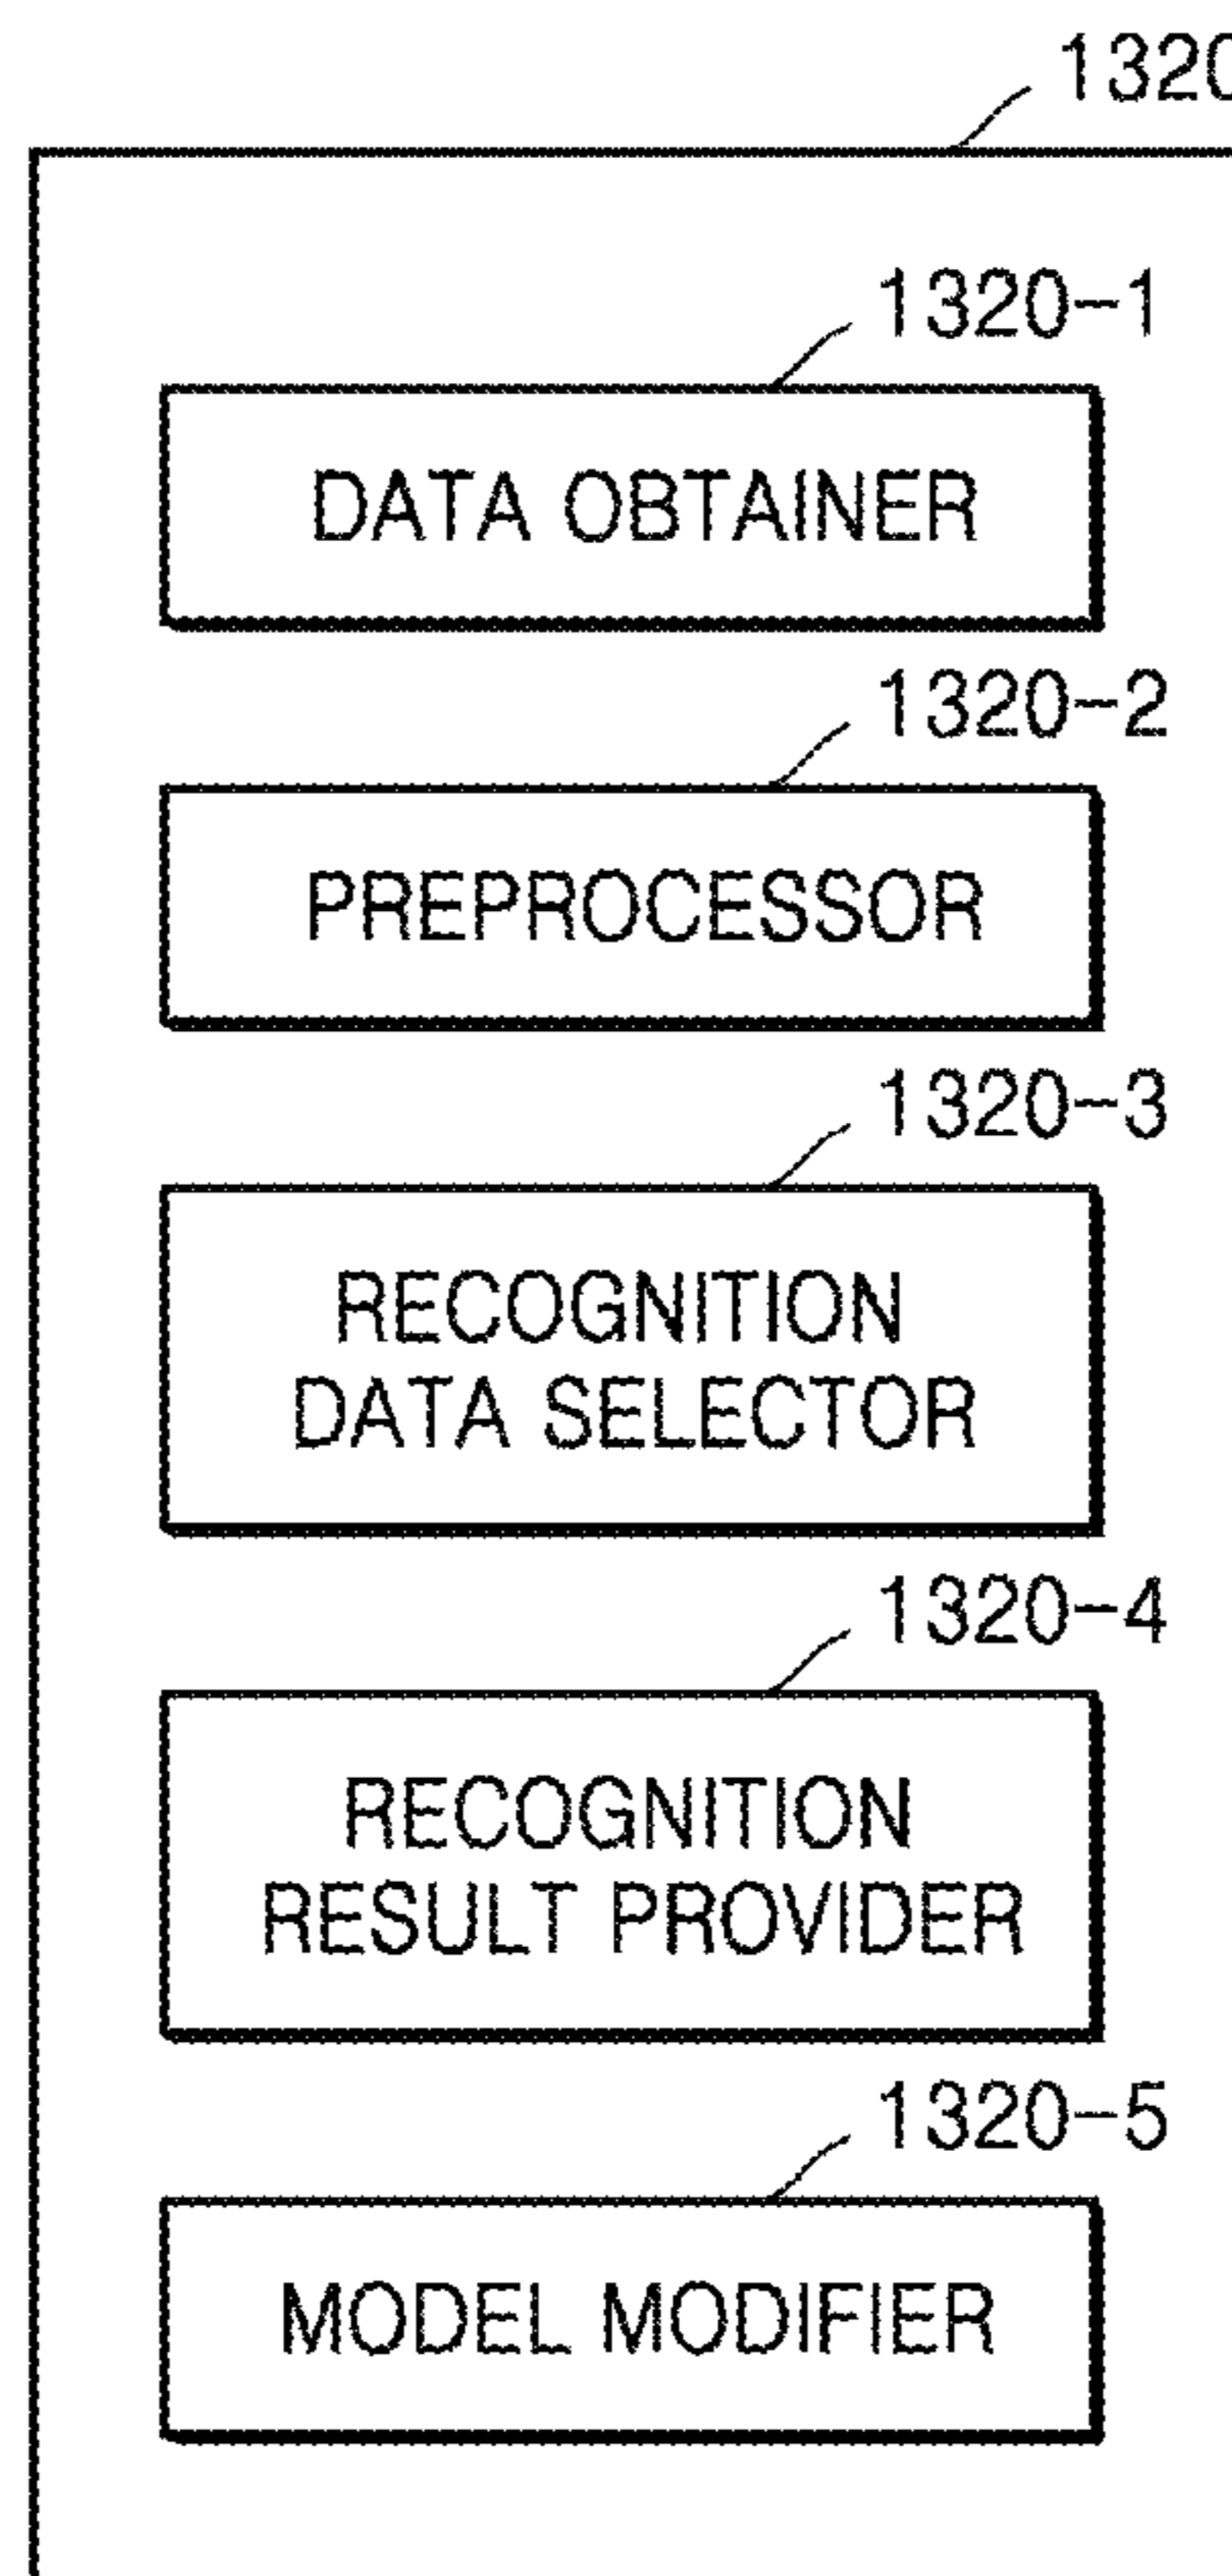 1320
1320-1
DATA OBTAINER
1320-2
PREPROCESSOR
1320-3
RECOGNITION
DATA SELECTOR
1320-4
RECOGNITION
RESULT PROVIDER
1320-5
MODEL MODIFIER